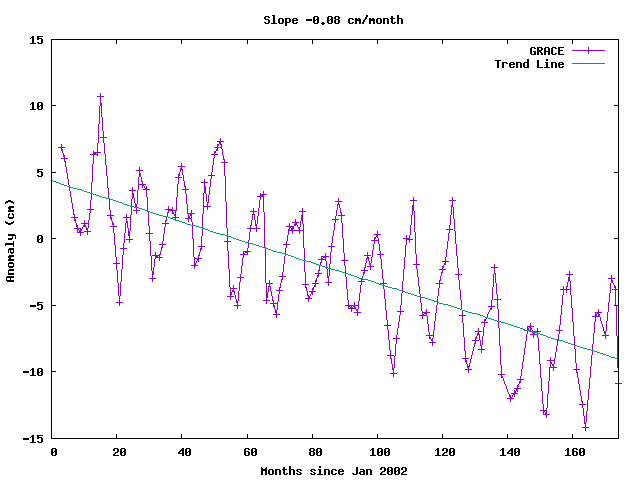 Slope -0.08 cm/month
15
10
5
0
-5
-10
-15
Anomaly (cm)
GRACE
Trend Line
0 20 40 60 80 100 120 140 160
Months since Jan 2002